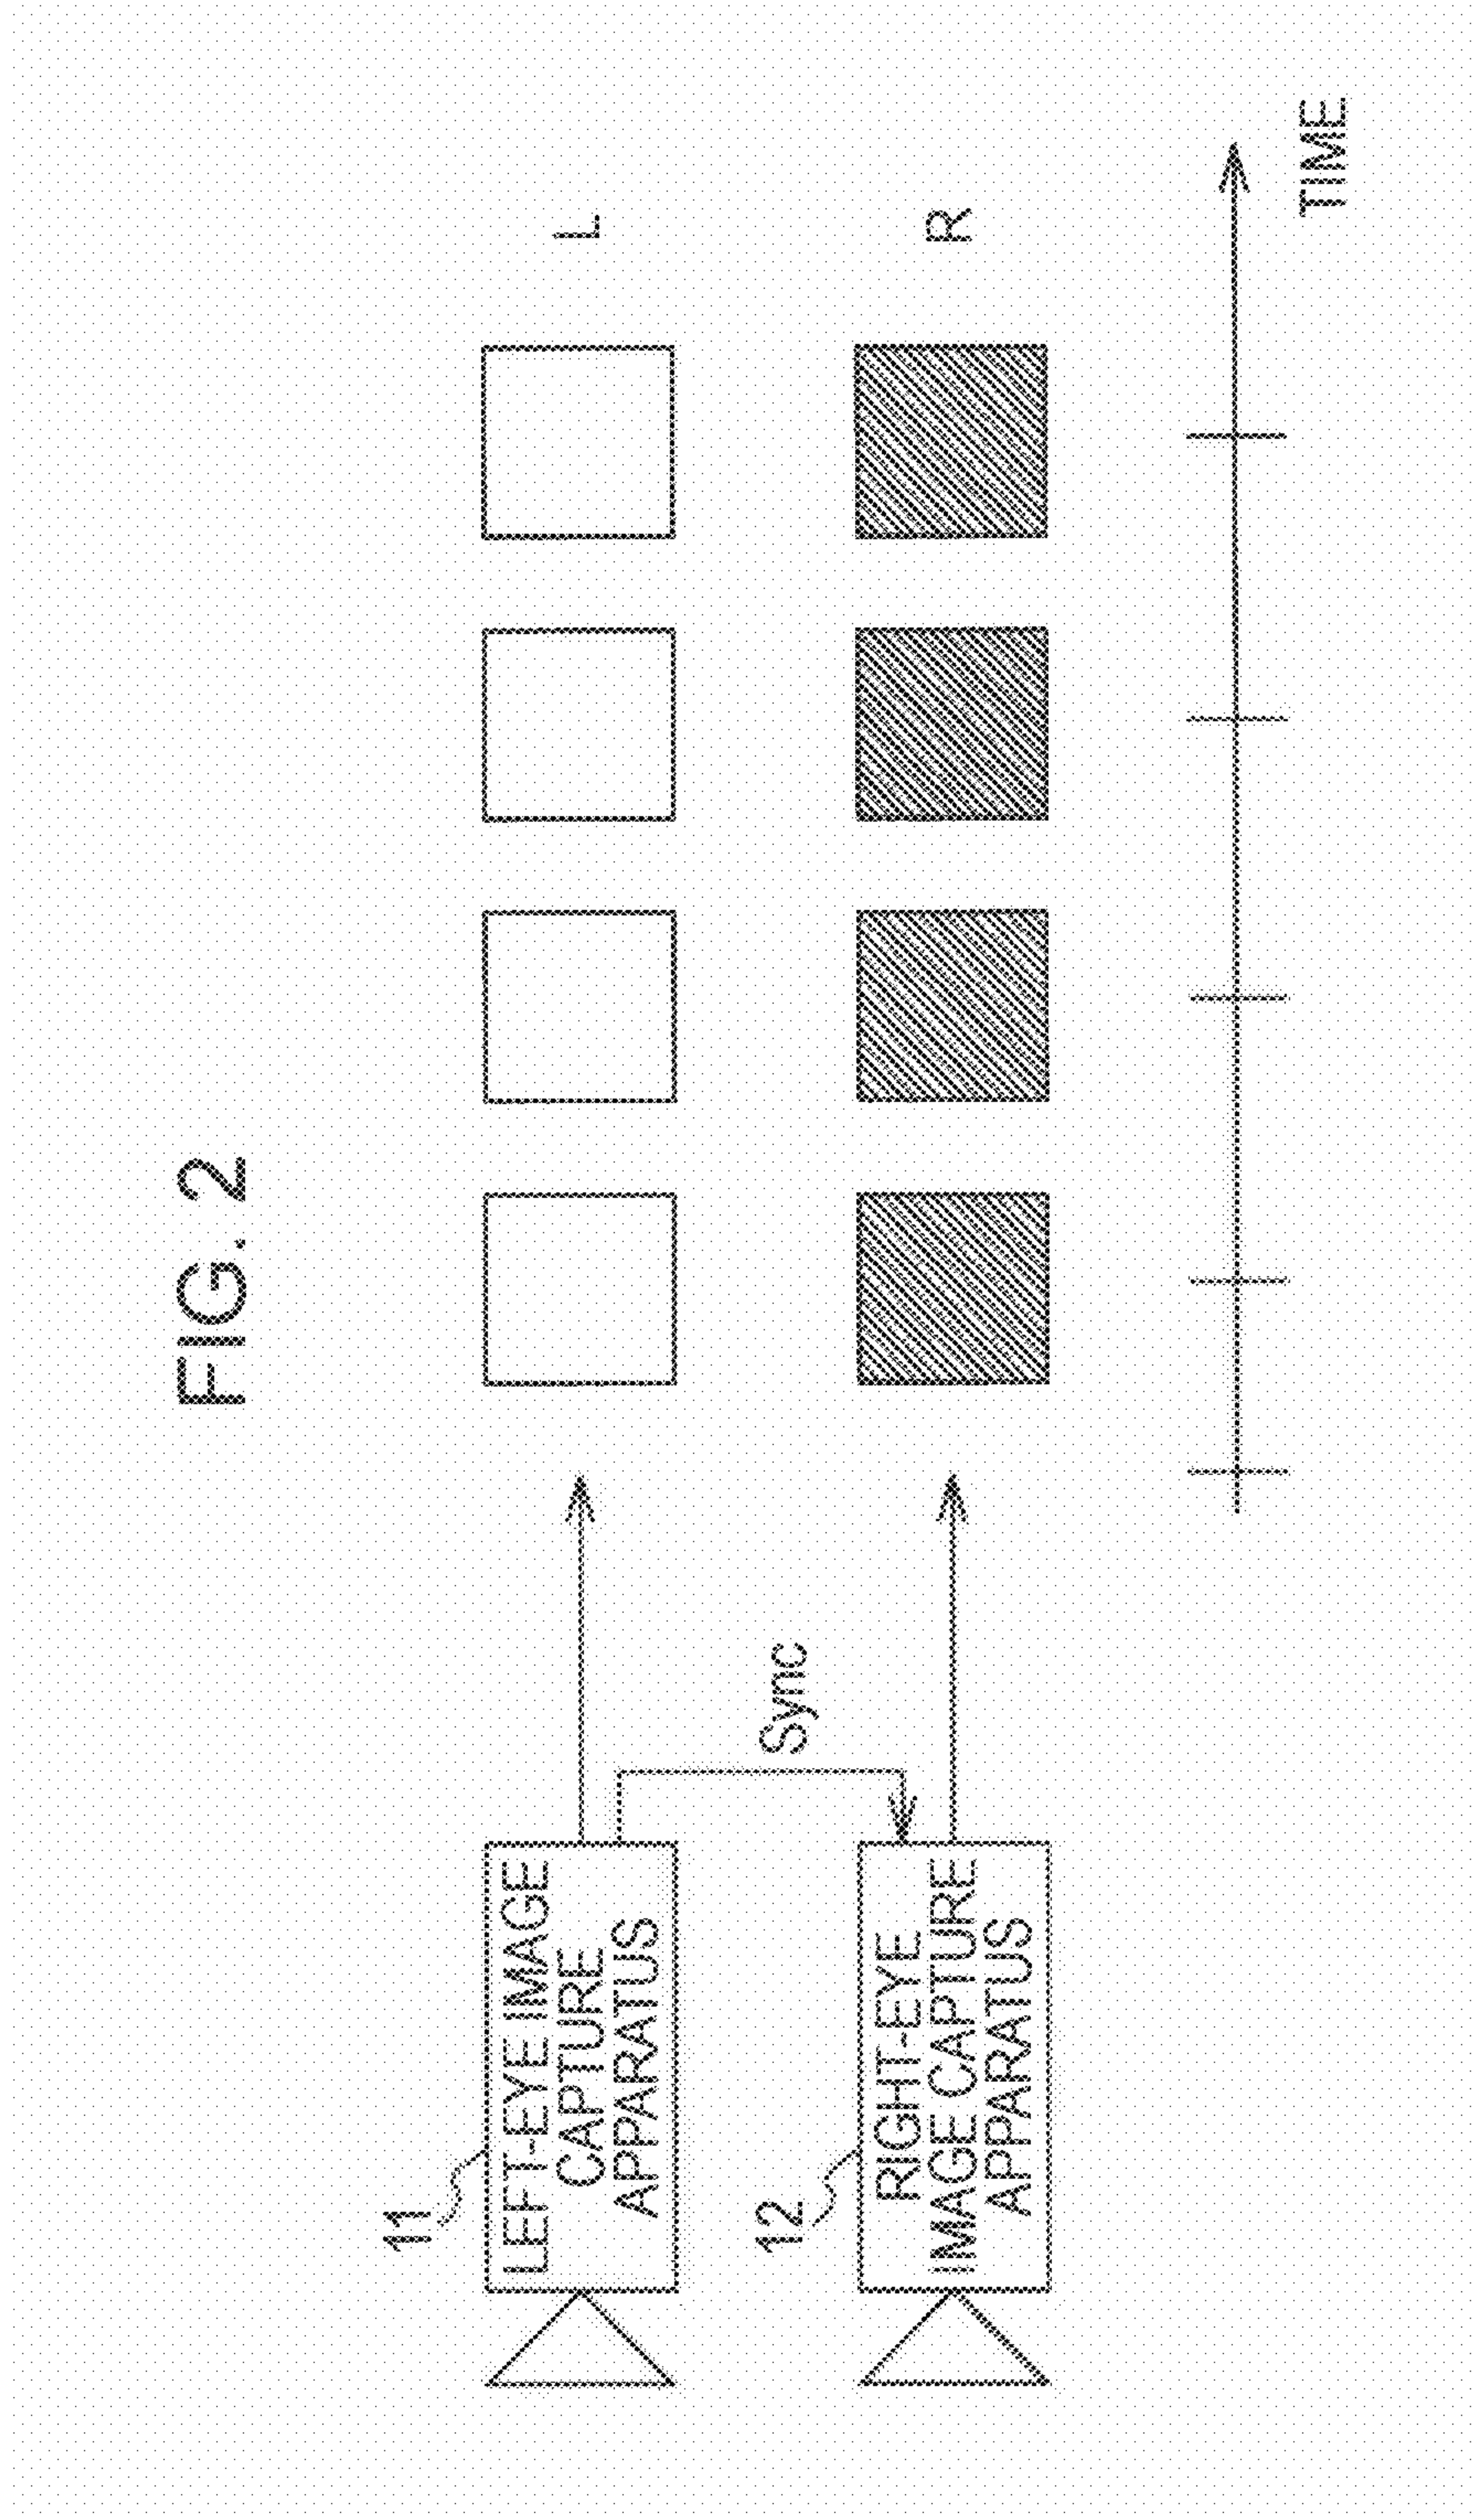 FIG. 2
11
LEFT-EYE IMAGE
CAPTURE
APPARATUS
L
Sync
12
RIGHT-EYE
IMAGE CAPTURE
APPARATUS
R
TIME